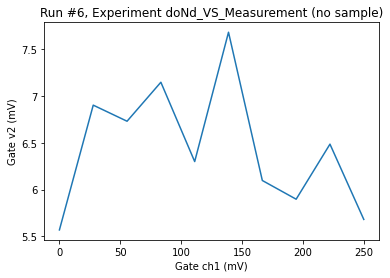 Run #6, Experiment doNd_VS_Measurement (no sample)
Gate v2 (mV)
7.5
7
6.5
6
5.5
0 50 100 150 200 250
Gate ch1 (mV)